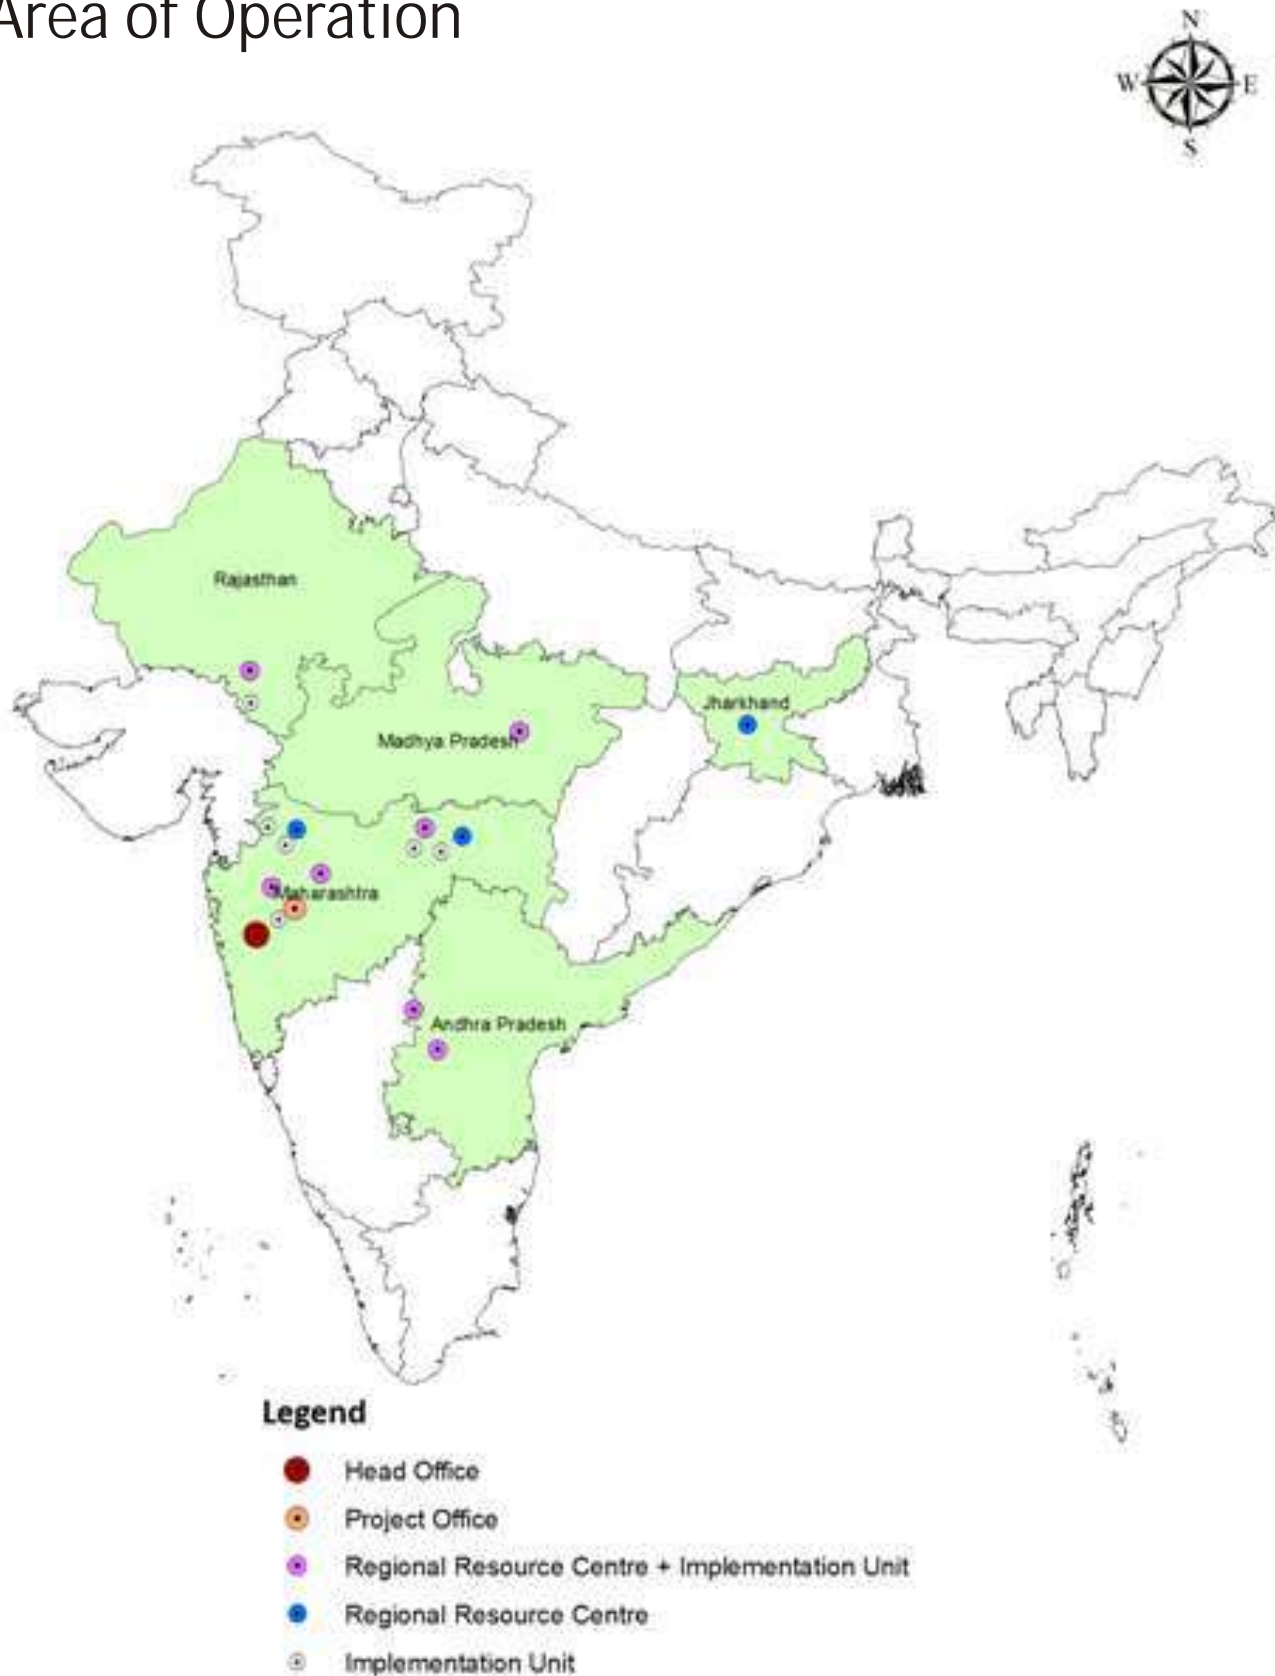 Area of Operation
N
W E
S
Rajasthan
Jharkhand
Madhya Pradesh
Maharashtra
Andhra Pradesh
Legend
Head Office
Project Office
Regional Resource Centre + Implementation Unit
Regional Resource Centre
Implementation Unit